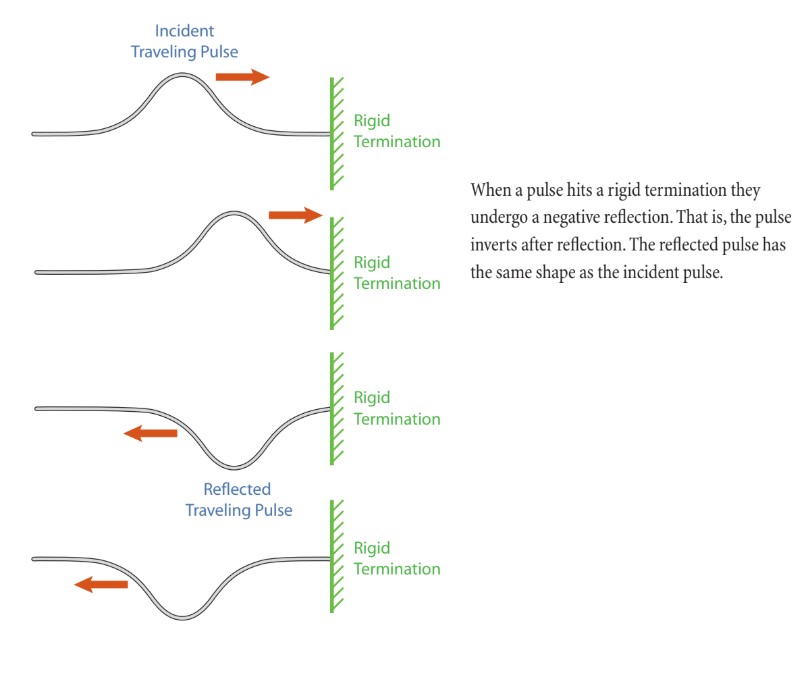 Incident
Traveling Pulse
Rigid
Termination
When a pulse hits a rigid termination they
undergo a negative reflection. That is, the pulse
inverts after reflection. The reflected pulse has
the same shape as the incident pulse.
Rigid
Termination
Rigid
Termination
Reflected
Traveling Pulse
Rigid
Termination